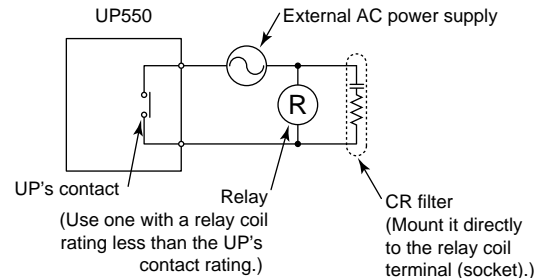 UP550
External AC power supply
R
UP's contact
Relay
(Use one with a relay coil
rating less than the UP's
contact rating.)
CR filter
(Mount it directly
to the relay coil
terminal (socket).)